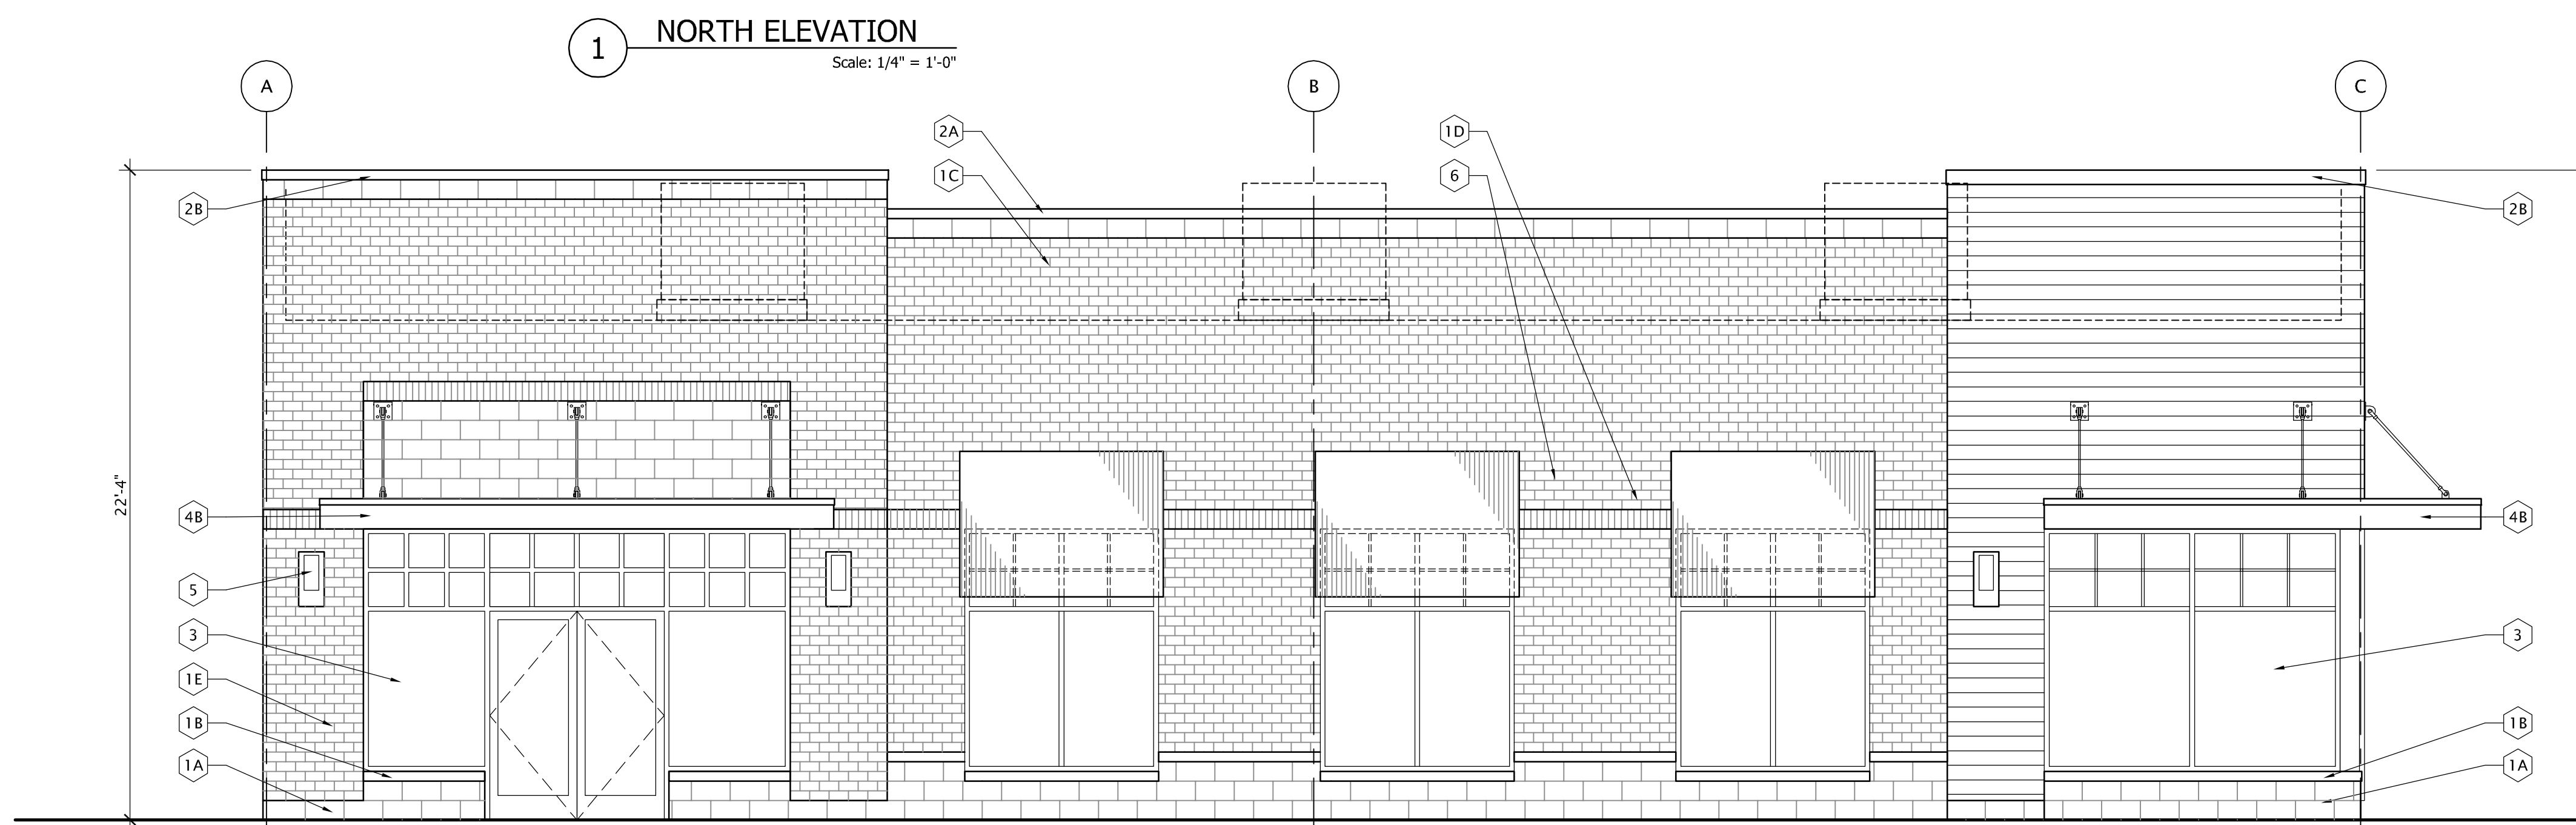 1
NORTH ELEVATION
Scale: 1/4" = 1'-0"
A
B
C
2A
1D
1C
6
2B
2B
22'-4"
4B
4B
5
3
3
1E
1B
1B
1A
1A